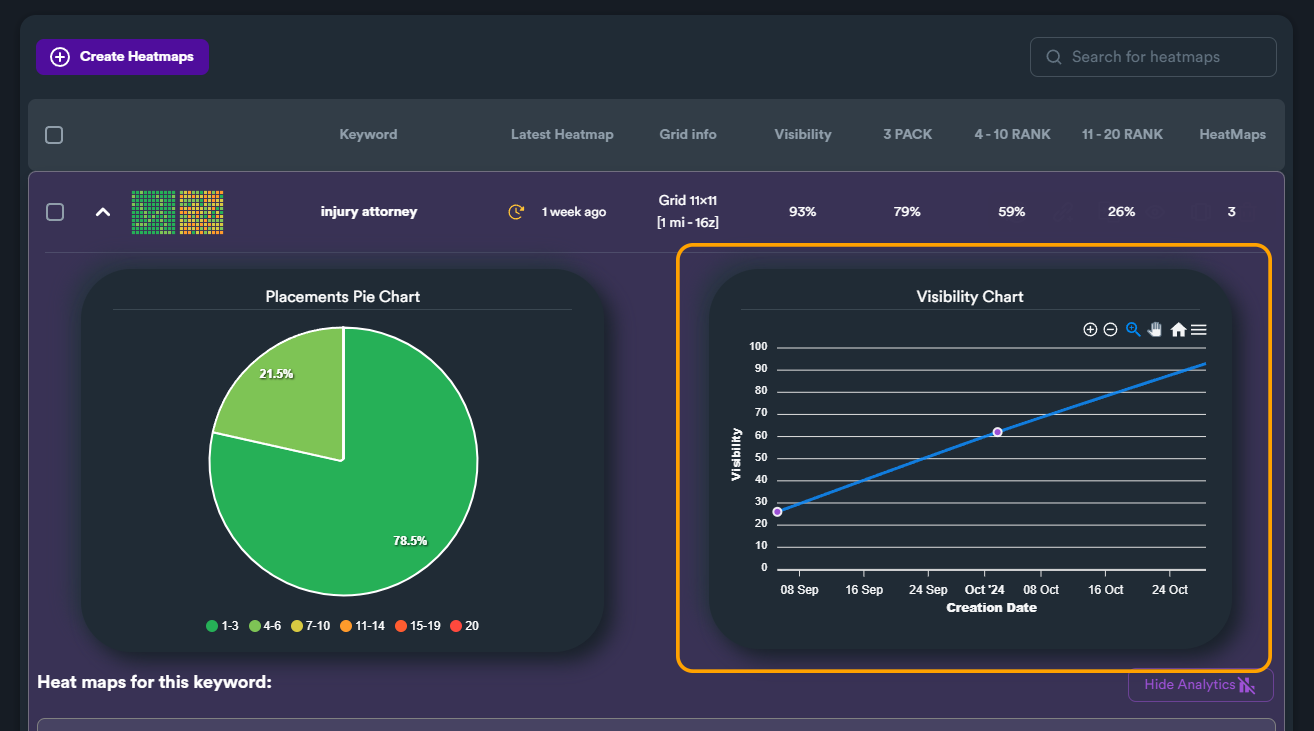 Create Heatmaps
Search for heatmaps
Keyword Latest Heatmap Grid info Visibility 3 PACK 4 - 10 RANK 11 - 20 RANK HeatMaps
injury attorney 1 week ago Grid 11×11 93% 79% 59% 26% 3
[1 mi - 16z]
Placements Pie Chart
21.5%
78.5%
1-3 4-6 7-10 11-14 15-19 20
Visibility Chart
100
90
80
70
60
50
40
30
20
10
0
Visibility
08 Sep 16 Sep 24 Sep Oct '24 08 Oct 16 Oct 24 Oct
Creation Date
Heat maps for this keyword:
Hide Analytics